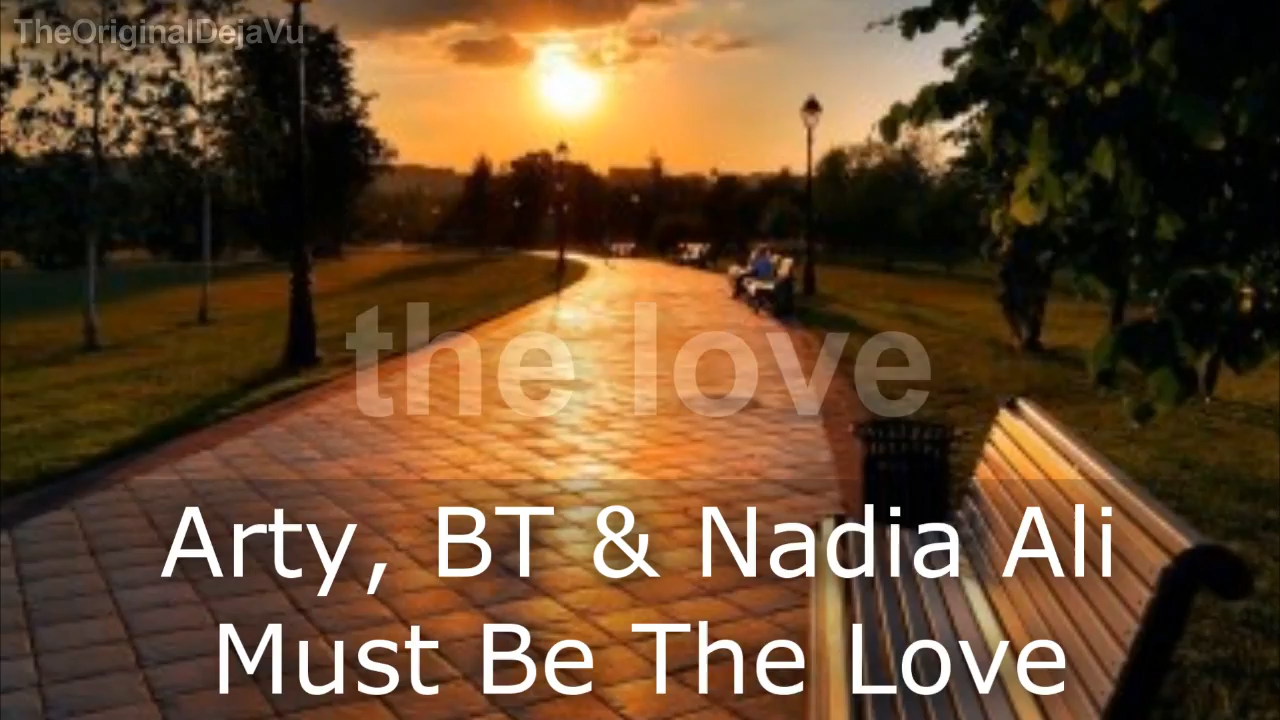 TheOriginalDejaVu
the love
Arty, BT & Nadia Ali
Must Be The Love